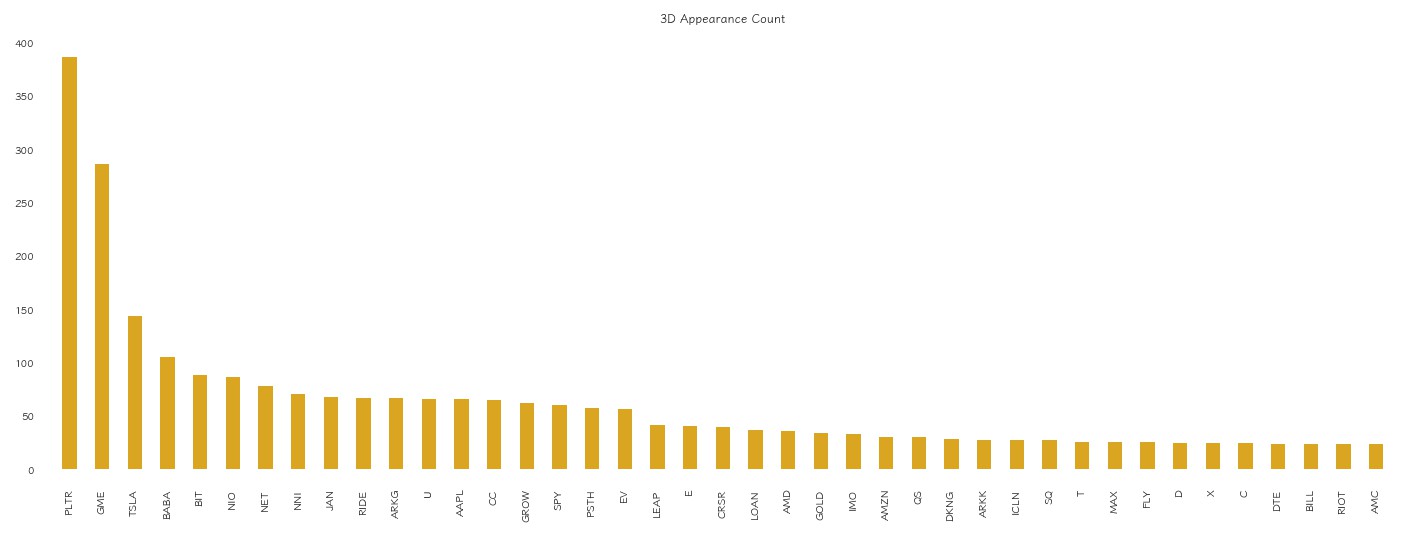 3D Appearance Count
400
350
300
250
200
150
100
50
0
PLTR
GME
TSLA
BABA
BIT
NIO
NET
NNI
JAN
RIDE
ARKG
U
AAPL
CC
GROW
SPY
PSTH
EV
LEAP
E
CRSR
LOAN
AMD
GOLD
IMO
AMZN
QS
DKNG
ARKK
ICLN
SQ
T
MAX
FLY
D
X
C
DTE
BILL
RIOT
AMC